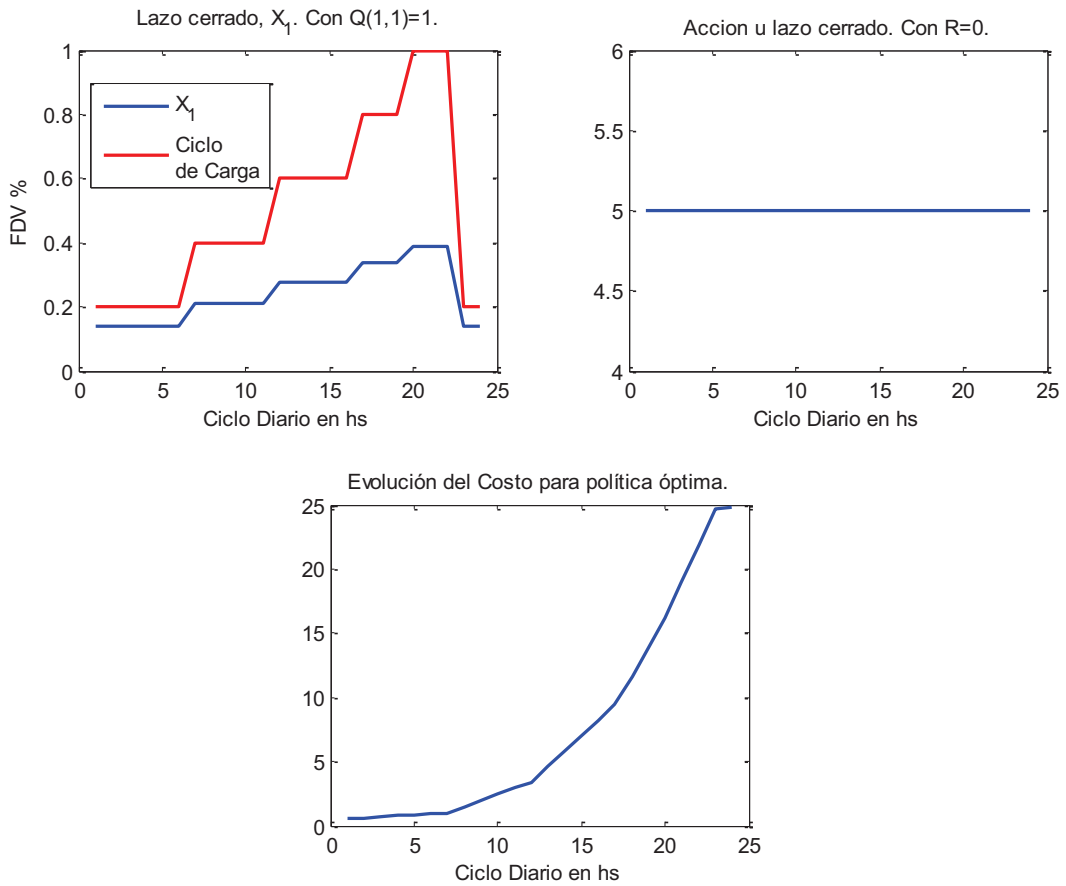 Lazo cerrado, X1. Con Q(1,1)=1.
1
0.8
0.6
0.4
0.2
0
FDV %
X1
Ciclo
de Carga
0 5 10 15 20 25
Ciclo Diario en hs
Accion u lazo cerrado. Con R=0.
6
5.5
5
4.5
4
0 5 10 15 20 25
Ciclo Diario en hs
Evolución del Costo para política óptima.
25
20
15
10
5
0
0 5 10 15 20 25
Ciclo Diario en hs